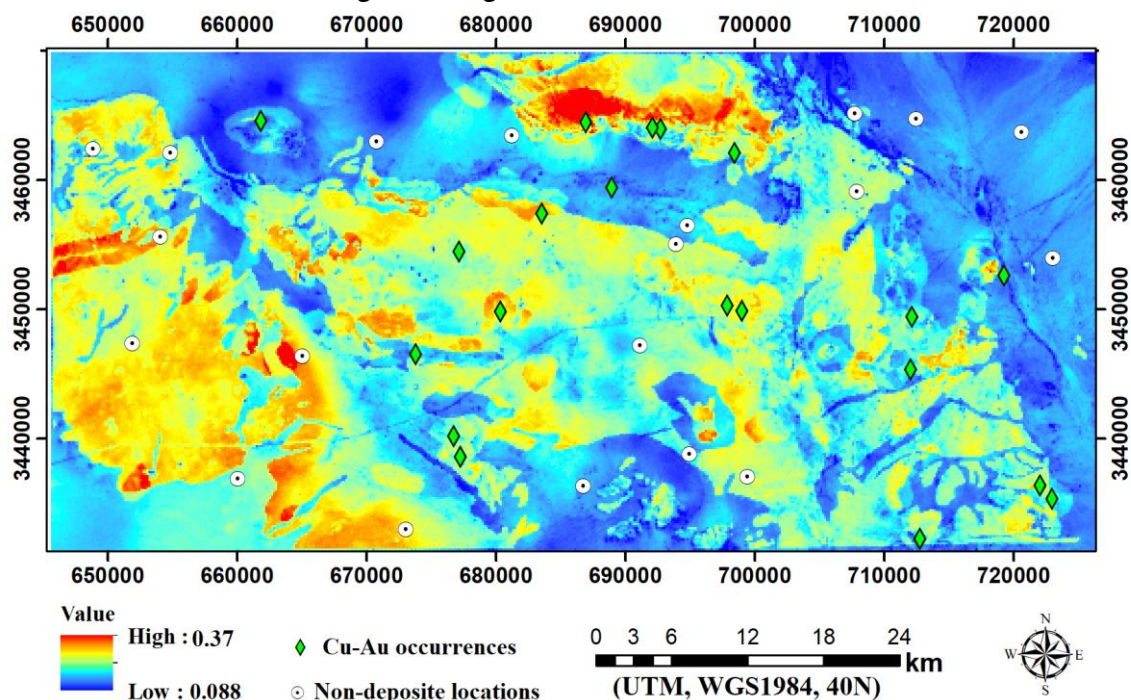 650000 660000 670000 680000 690000 700000 710000 720000
3460000 3460000
3450000 3450000
3440000 3440000
650000 660000 670000 680000 690000 700000 710000 720000
Value
High : 0.37
Low : 0.088
Cu-Au occurrences
Non-deposite locations
0 3 6 12 18 24
km
(UTM, WGS1984, 40N)
N
W E
S